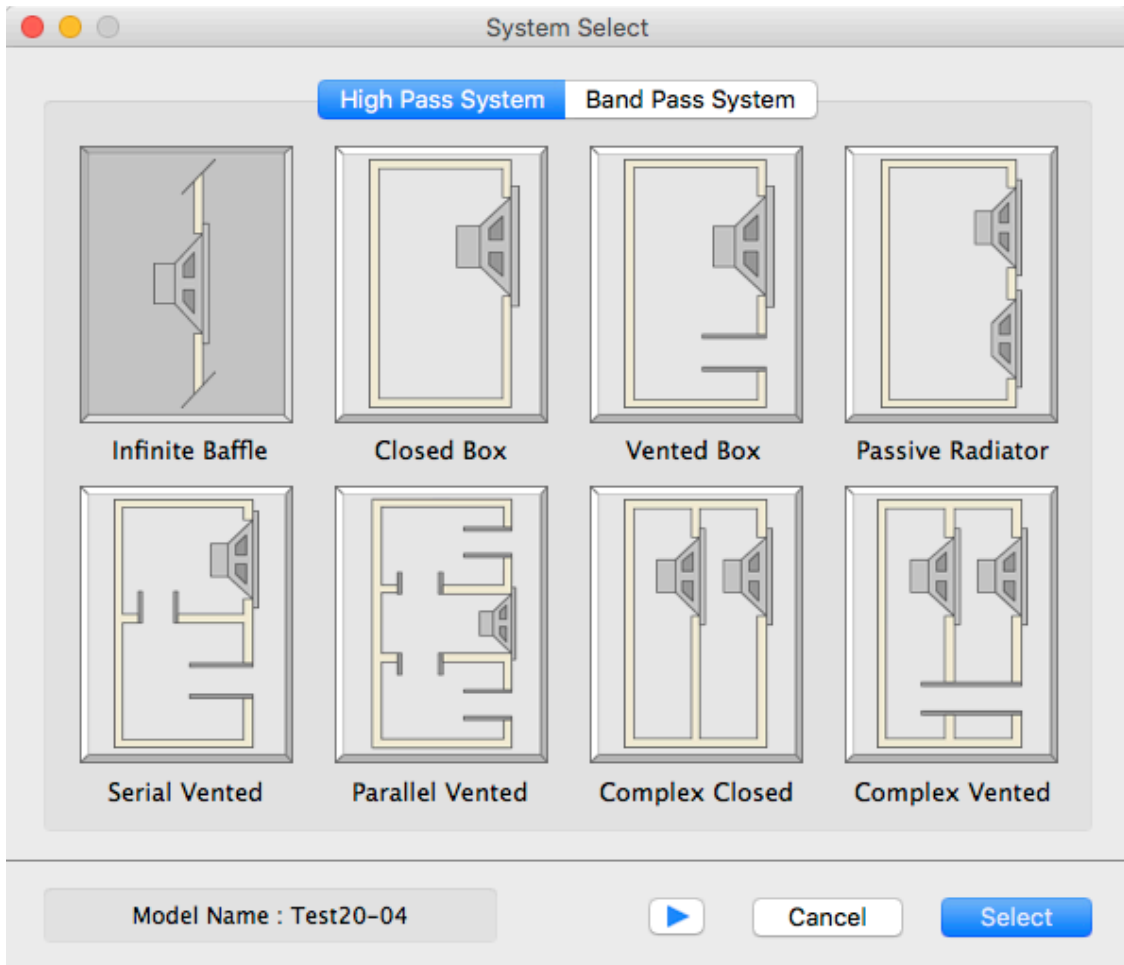 System Select
High Pass System
Band Pass System
Infinite Baffle
Closed Box
Vented Box
Passive Radiator
Serial Vented
Parallel Vented
Complex Closed
Complex Vented
Model Name : Test20-04
Cancel
Select